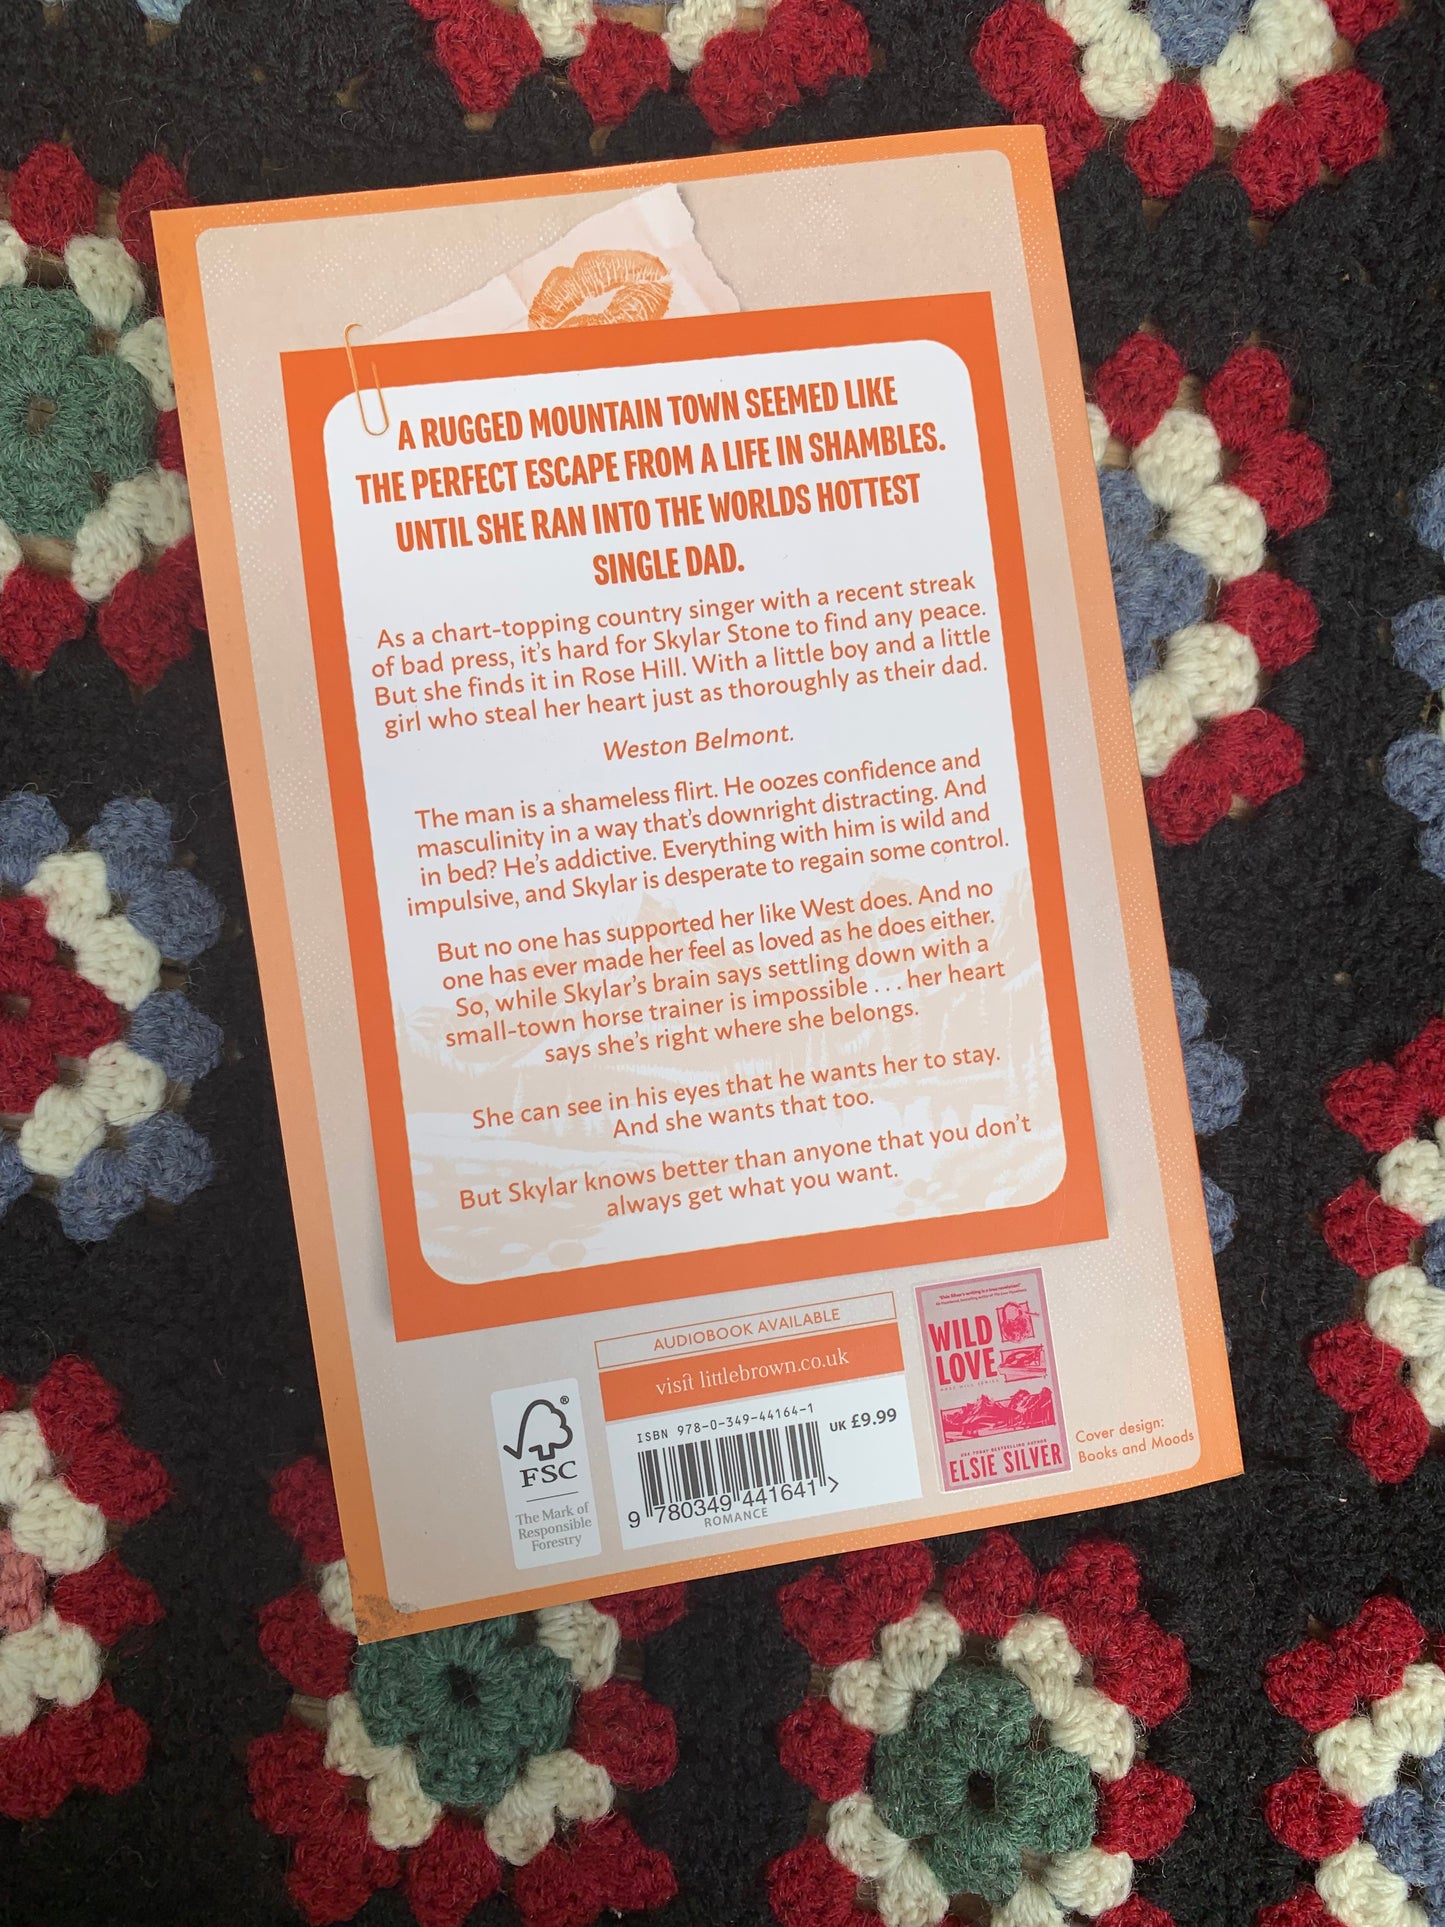 A RUGGED MOUNTAIN TOWN SEEMED LIKE
THE PERFECT ESCAPE FROM A LIFE IN SHAMBLES.
UNTIL SHE RAN INTO THE WORLDS HOTTEST
SINGLE DAD.
As a chart-topping country singer with a recent streak
of bad press, it's hard for Skylar Stone to find any peace.
But she finds it in Rose Hill. With a little boy and a little
girl who steal her heart just as thoroughly as their dad.
Weston Belmont.
The man is a shameless flirt. He oozes confidence and
masculinity in a way that's downright distracting. And
in bed? He's addictive. Everything with him is wild and
impulsive, and Skylar is desperate to regain some control.
But no one has supported her like West does. And no
one has ever made her feel as loved as he does either.
So, while Skylar's brain says settling down with a
small-town horse trainer is impossible . . . her heart
says she's right where she belongs.
She can see in his eyes that he wants her to stay.
And she wants that too.
But Skylar knows better than anyone that you don't
always get what you want.
AUDIOBOOK AVAILABLE
visit littlebrown.co.uk
ISBN 978-0-349-44164-1
UK £9.99
9 780349 441641 >
ROMANCE
®
FSC
The Mark of
Responsible
Forestry
WILD
LOVE
ROSE HILL SERIES
USA TODAY BESTSELLING AUTHOR
ELSIE SILVER
Cover design:
Books and Moods